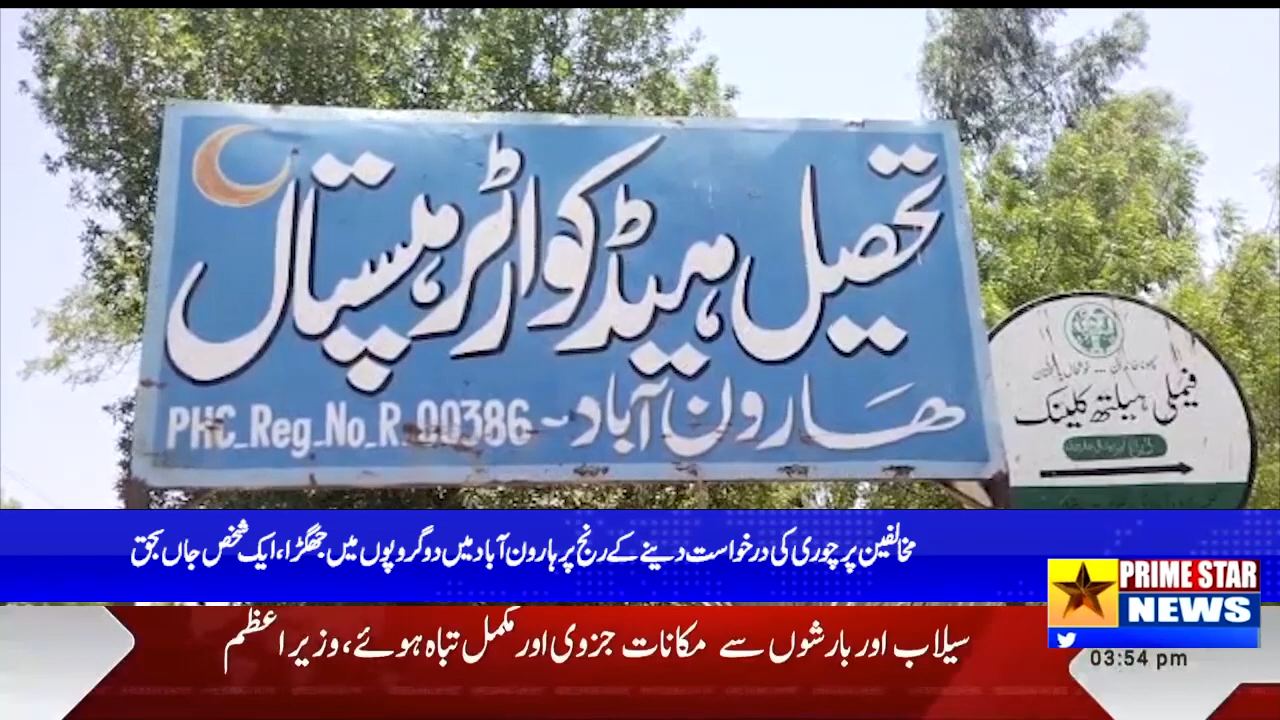 تحصیل ہیڈ کوارٹر ہسپتال
ھارون آباد - PHC_Reg_No_R_00386
فیملی ہیلتھ کلینک
مخالفین پر چوری کی درخواست دینے کے رنج پر ہارون آباد میں دو گروپوں میں جھگڑا، ایک شخص جاں بحق
PRIME STAR
NEWS
سیلاب اور بارشوں سے مکانات جزوی اور مکمل تباہ ہوئے، وزیر اعظم
03:54 pm